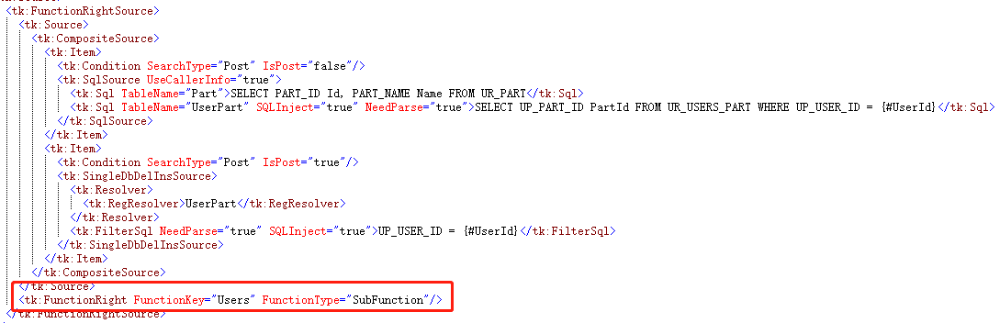 <tk:FunctionRightSource>
<tk:Source>
<tk:CompositeSource>
<tk:Item>
<tk:Condition SearchType="Post" IsPost="false"/>
<tk:SqlSource UseCallerInfo="true">
<tk:Sql TableName="Part">SELECT PART_ID Id, PART_NAME Name FROM UR_PART</tk:Sql>
<tk:Sql TableName="UserPart" SQLInject="true" NeedParse="true">SELECT UP_PART_ID PartId FROM UR_USERS_PART WHERE UP_USER_ID = {#UserId}</tk:Sql>
</tk:SqlSource>
</tk:Item>
<tk:Item>
<tk:Condition SearchType="Post" IsPost="true"/>
<tk:SingleDbDelInsSource>
<tk:Resolver>
<tk:RegResolver>UserPart</tk:RegResolver>
</tk:Resolver>
<tk:FilterSql NeedParse="true" SQLInject="true">UP_USER_ID = {#UserId}</tk:FilterSql>
</tk:SingleDbDelInsSource>
</tk:Item>
</tk:CompositeSource>
</tk:Source>
<tk:FunctionRight FunctionKey="Users" FunctionType="SubFunction"/>
</tk:FunctionRightSource>